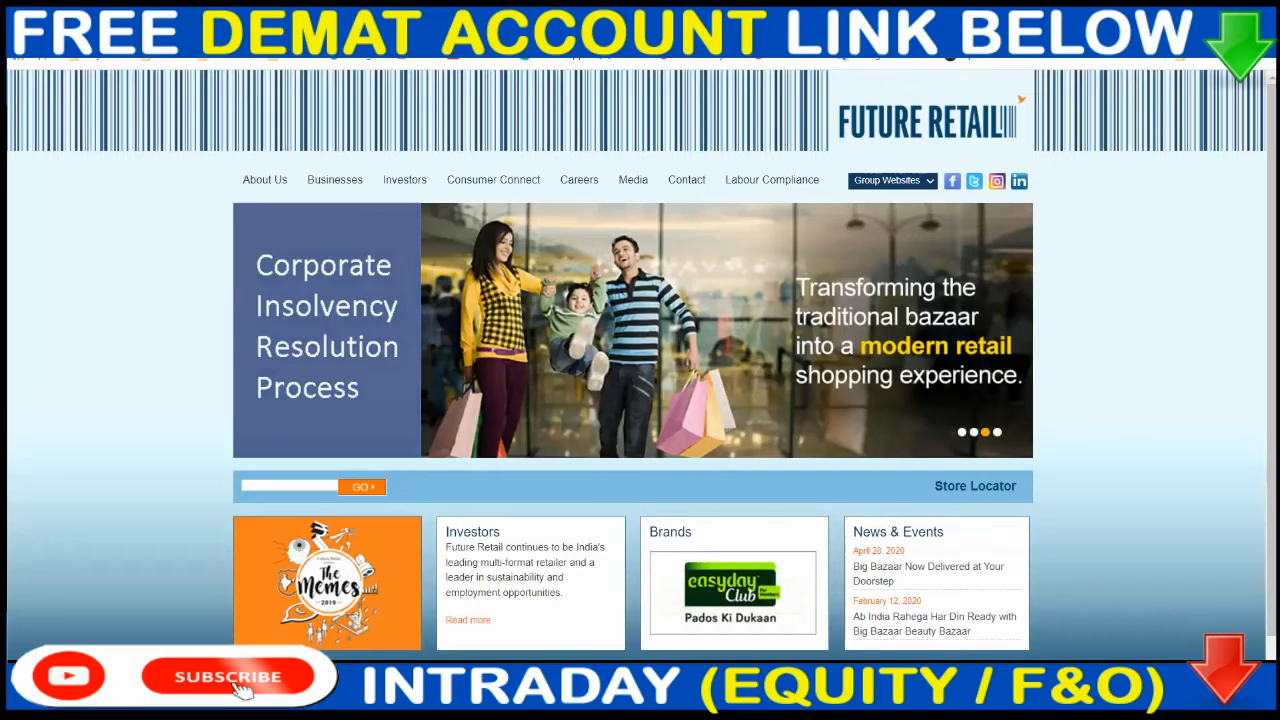 FREE DEMAT ACCOUNT LINK BELOW
FUTURE RETAIL
About Us Businesses Investors Consumer Connect Careers Media Contact Labour Compliance Group Websites
Corporate
Insolvency
Resolution
Process
Transforming the
traditional bazaar
into a modern retail
shopping experience.
GO
Store Locator
The
Memes
2019
Investors
Future Retail continues to be India's
leading multi-format retailer and a
leader in sustainability and
employment opportunities.
Read more
Brands
easyday
Club
For Members
Pados Ki Dukaan
News & Events
April 28, 2020
Big Bazaar Now Delivered at Your
Doorstep
February 12, 2020
Ab India Rahega Har Din Ready with
Big Bazaar Beauty Bazaar
SUBSCRIBE
INTRADAY (EQUITY / F&O)